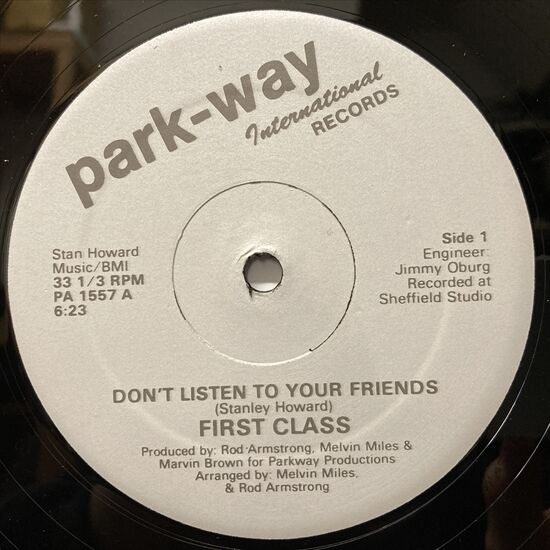 park-way
International
RECORDS
Stan Howard
Music/BMI
33 1/3 RPM
PA 1557 A
6:23
Side 1
Engineer:
Jimmy Oburg
Recorded at
Sheffield Studio
DON'T LISTEN TO YOUR FRIENDS
(Stanley Howard)
FIRST CLASS
Produced by: Rod Armstrong, Melvin Miles &
Marvin Brown for Parkway Productions
Arranged by: Melvin Miles,
& Rod Armstrong